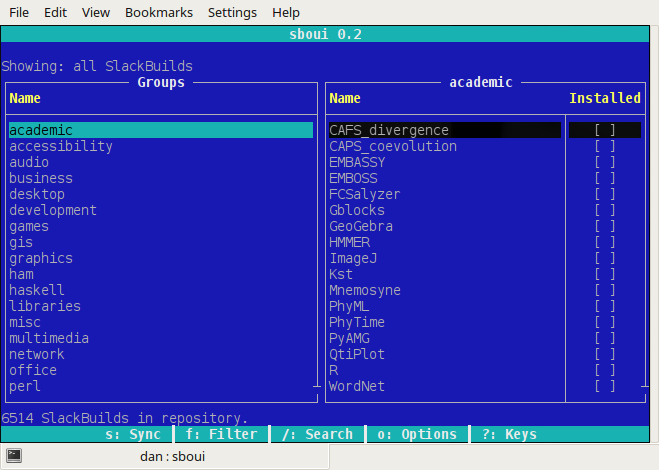 File Edit View Bookmarks Settings Help
sboui 0.2
Showing: all SlackBuilds
Groups
Name
academic
accessibility
audio
business
desktop
development
games
gis
graphics
ham
haskell
libraries
misc
multimedia
network
office
perl
academic
Name Installed
CAFS_divergence [ ]
CAPS_coevolution [ ]
EMBASSY [ ]
EMBOSS [ ]
FCSalyzer [ ]
Gblocks [ ]
GeoGebra [ ]
HMMER [ ]
ImageJ [ ]
Kst [ ]
Mnemosyne [ ]
PhyML [ ]
PhyTime [ ]
PyAMG [ ]
QtiPlot [ ]
R [ ]
WordNet [ ]
6514 SlackBuilds in repository.
s: Sync f: Filter /: Search o: Options ?: Keys
dan : sboui